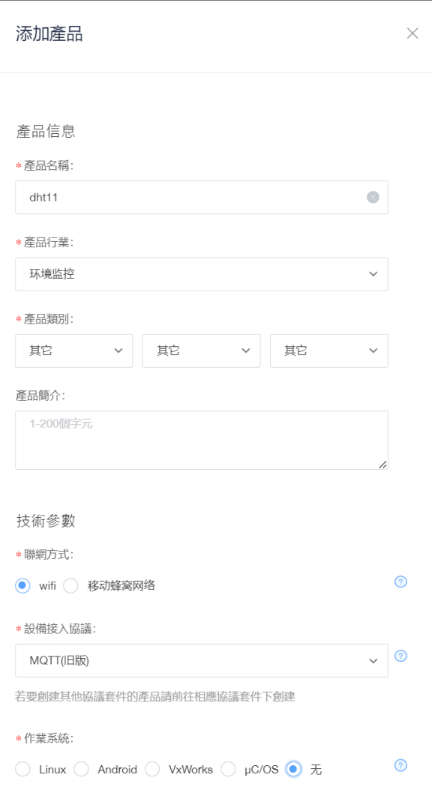 添加產品
產品信息
*產品名稱:
dht11
*產品行業:
环境监控
*產品類別:
其它 其它 其它
產品簡介:
1-200個字元
技術參數
*聯網方式:
wifi 移动蜂窝网络
*設備接入協議:
MQTT(旧版)
若要創建其他協議套件的產品請前往相應協議套件下創建
*作業系統:
Linux Android VxWorks µC/OS 无